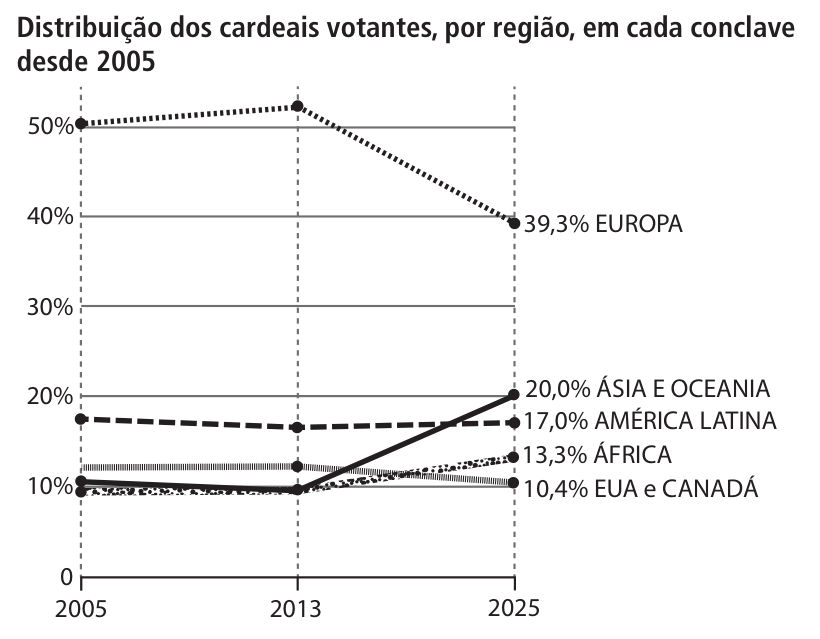 Distribuição dos cardeais votantes, por região, em cada conclave
desde 2005
50%
40%
39,3% EUROPA
30%
20%
20,0% ÁSIA E OCEANIA
17,0% AMÉRICA LATINA
13,3% ÁFRICA
10%
10,4% EUA e CANADÁ
0
2005
2013
2025